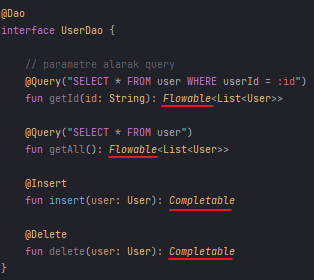 @Dao
interface UserDao {
// parametre alarak query
@Query("SELECT * FROM user WHERE userId = :id")
fun getId(id: String): Flowable<List<User>>
@Query("SELECT * FROM user")
fun getAll(): Flowable<List<User>>
@Insert
fun insert(user: User): Completable
@Delete
fun delete(user: User): Completable
}